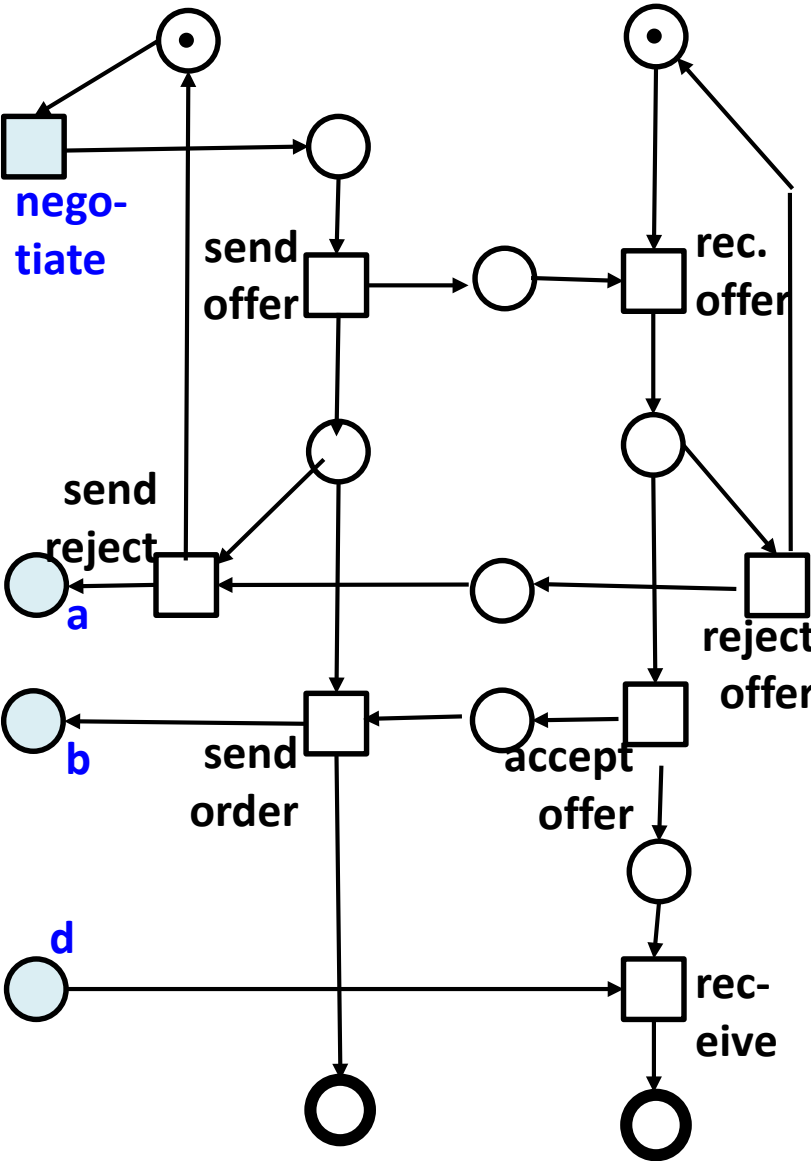 nego-
tiate
send
offer
rec.
offer
send
reject
a
reject
offer
b
send
order
accept
offer
d
rec-
eive